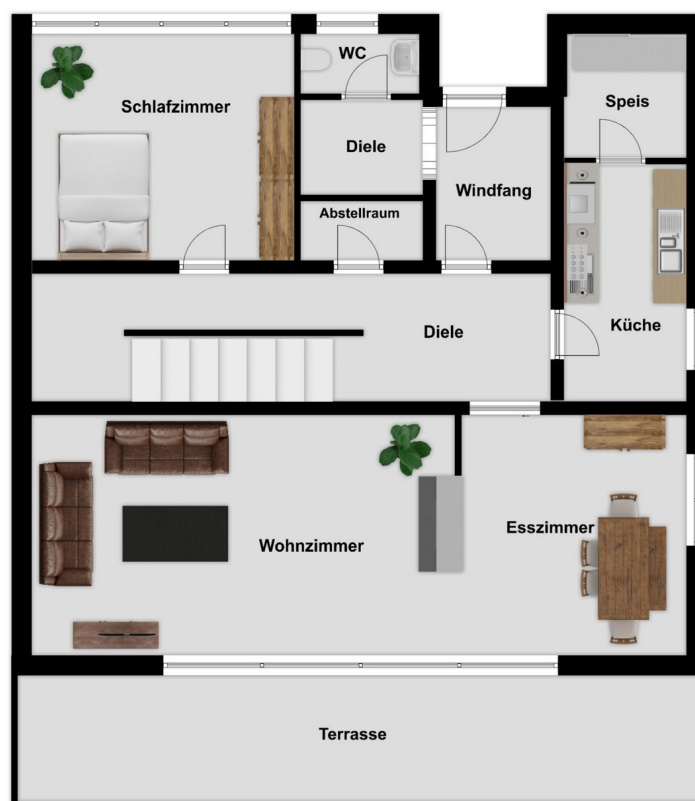 WC
Schlafzimmer
Speis
Diele
Windfang
Abstellraum
Diele
Küche
Esszimmer
Wohnzimmer
Terrasse